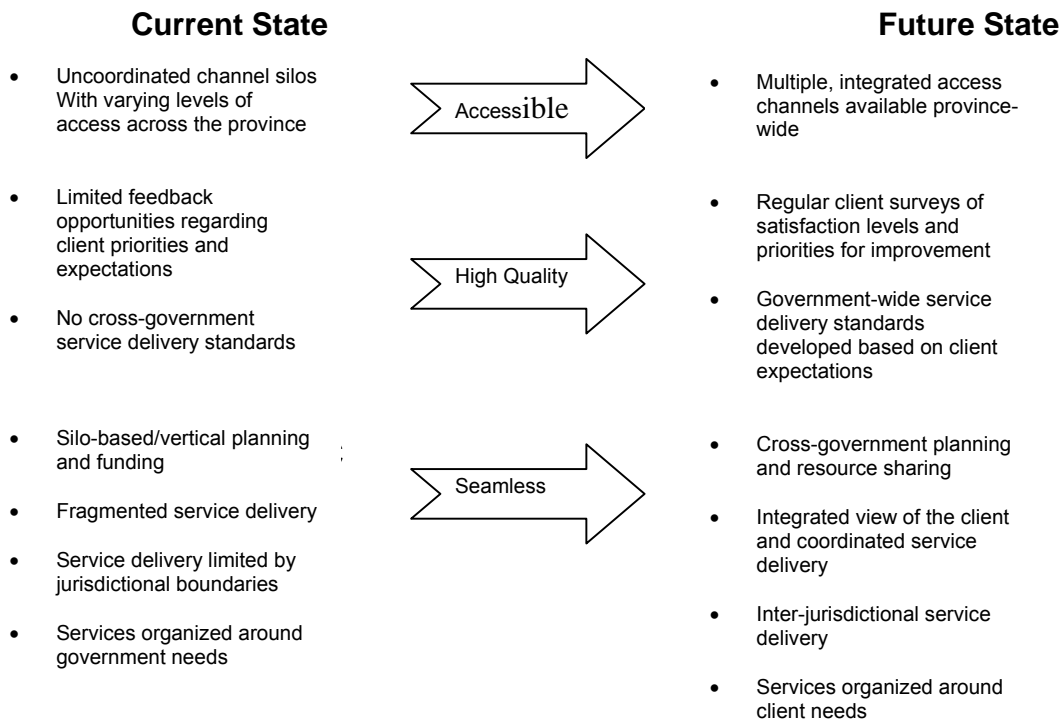 Current State
• Uncoordinated channel silos
With varying levels of
access across the province
• Limited feedback
opportunities regarding
client priorities and
expectations
• No cross-government
service delivery standards
• Silo-based/vertical planning
and funding
;
• Fragmented service delivery
• Service delivery limited by
jurisdictional boundaries
• Services organized around
government needs
Accessible
High Quality
Seamless
Future State
• Multiple, integrated access
channels available province-
wide
• Regular client surveys of
satisfaction levels and
priorities for improvement
• Government-wide service
delivery standards
developed based on client
expectations
• Cross-government planning
and resource sharing
• Integrated view of the client
and coordinated service
delivery
• Inter-jurisdictional service
delivery
• Services organized around
client needs